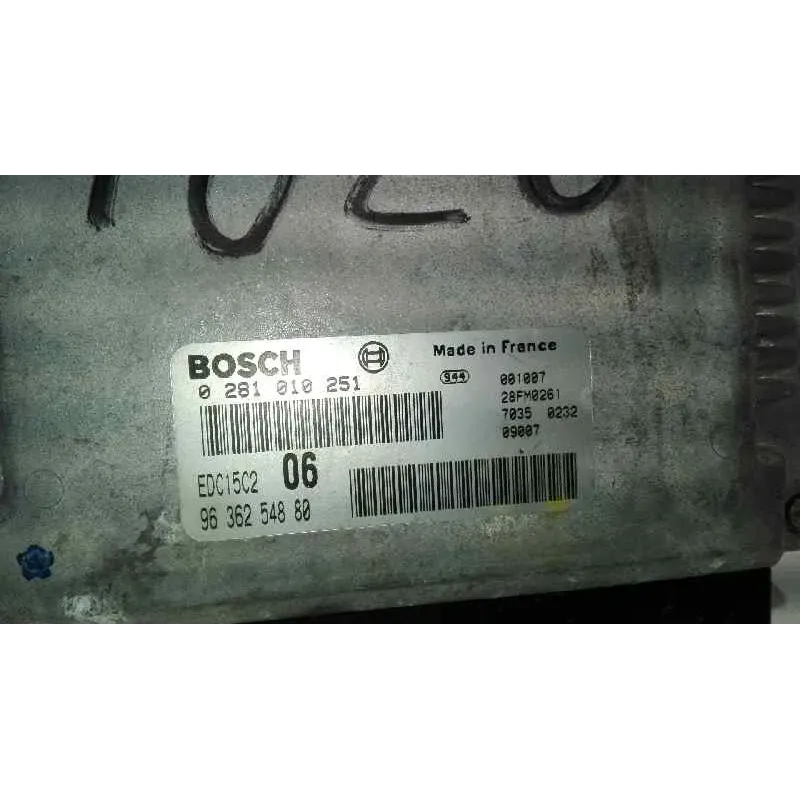 BOSCH Made in France
0 281 010 251
944 001007
28FM0261
7035 0232
09007
EDC15C2 06
96 362 548 80